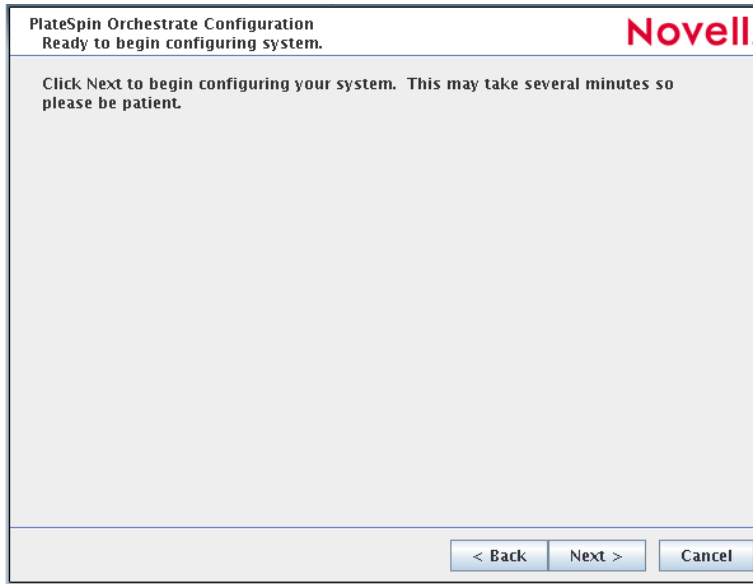 PlateSpin Orchestrate Configuration
Ready to begin configuring system.
Novell.
Click Next to begin configuring your system. This may take several minutes so
please be patient.
< Back
Next >
Cancel